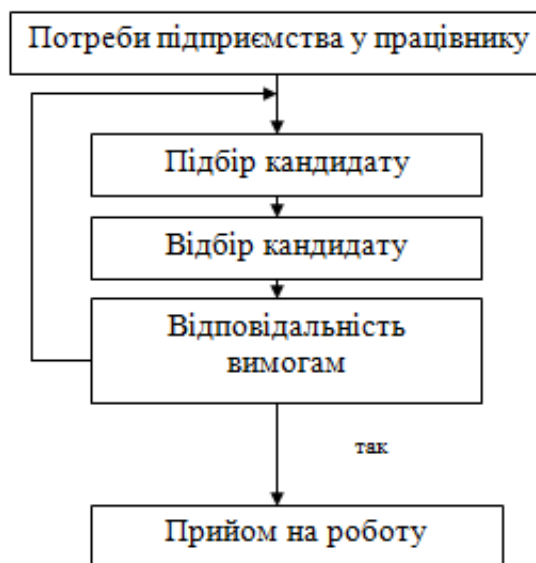 Потреби підприємства у працівнику
Підбір кандидату
Відбір кандидату
Відповідальність
вимогам
так
Прийом на роботу